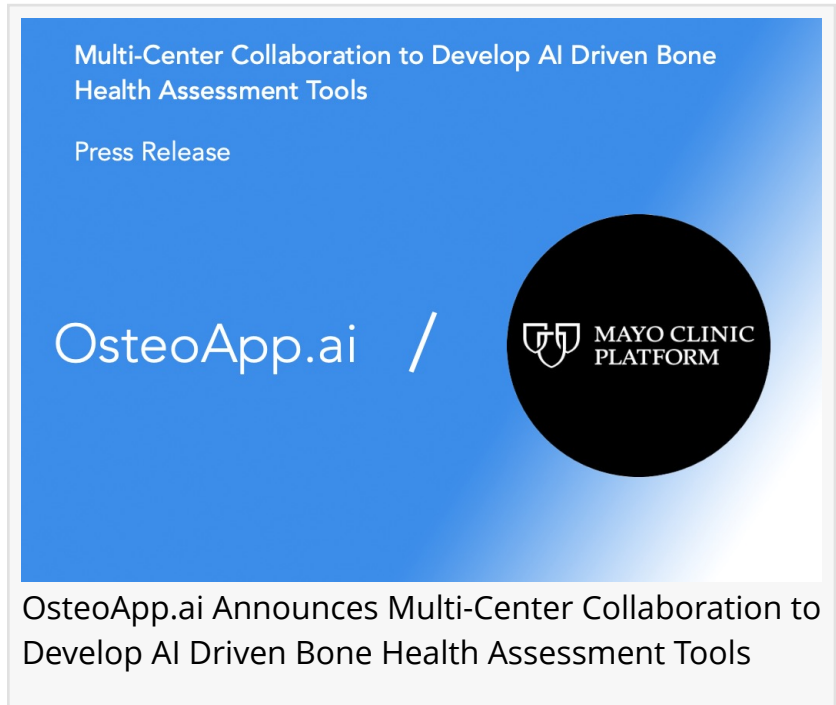 Multi-Center Collaboration to Develop AI Driven Bone
Health Assessment Tools
Press Release
OsteoApp.ai /
MAYO CLINIC
PLATFORM
OsteoApp.ai Announces Multi-Center Collaboration to
Develop AI Driven Bone Health Assessment Tools